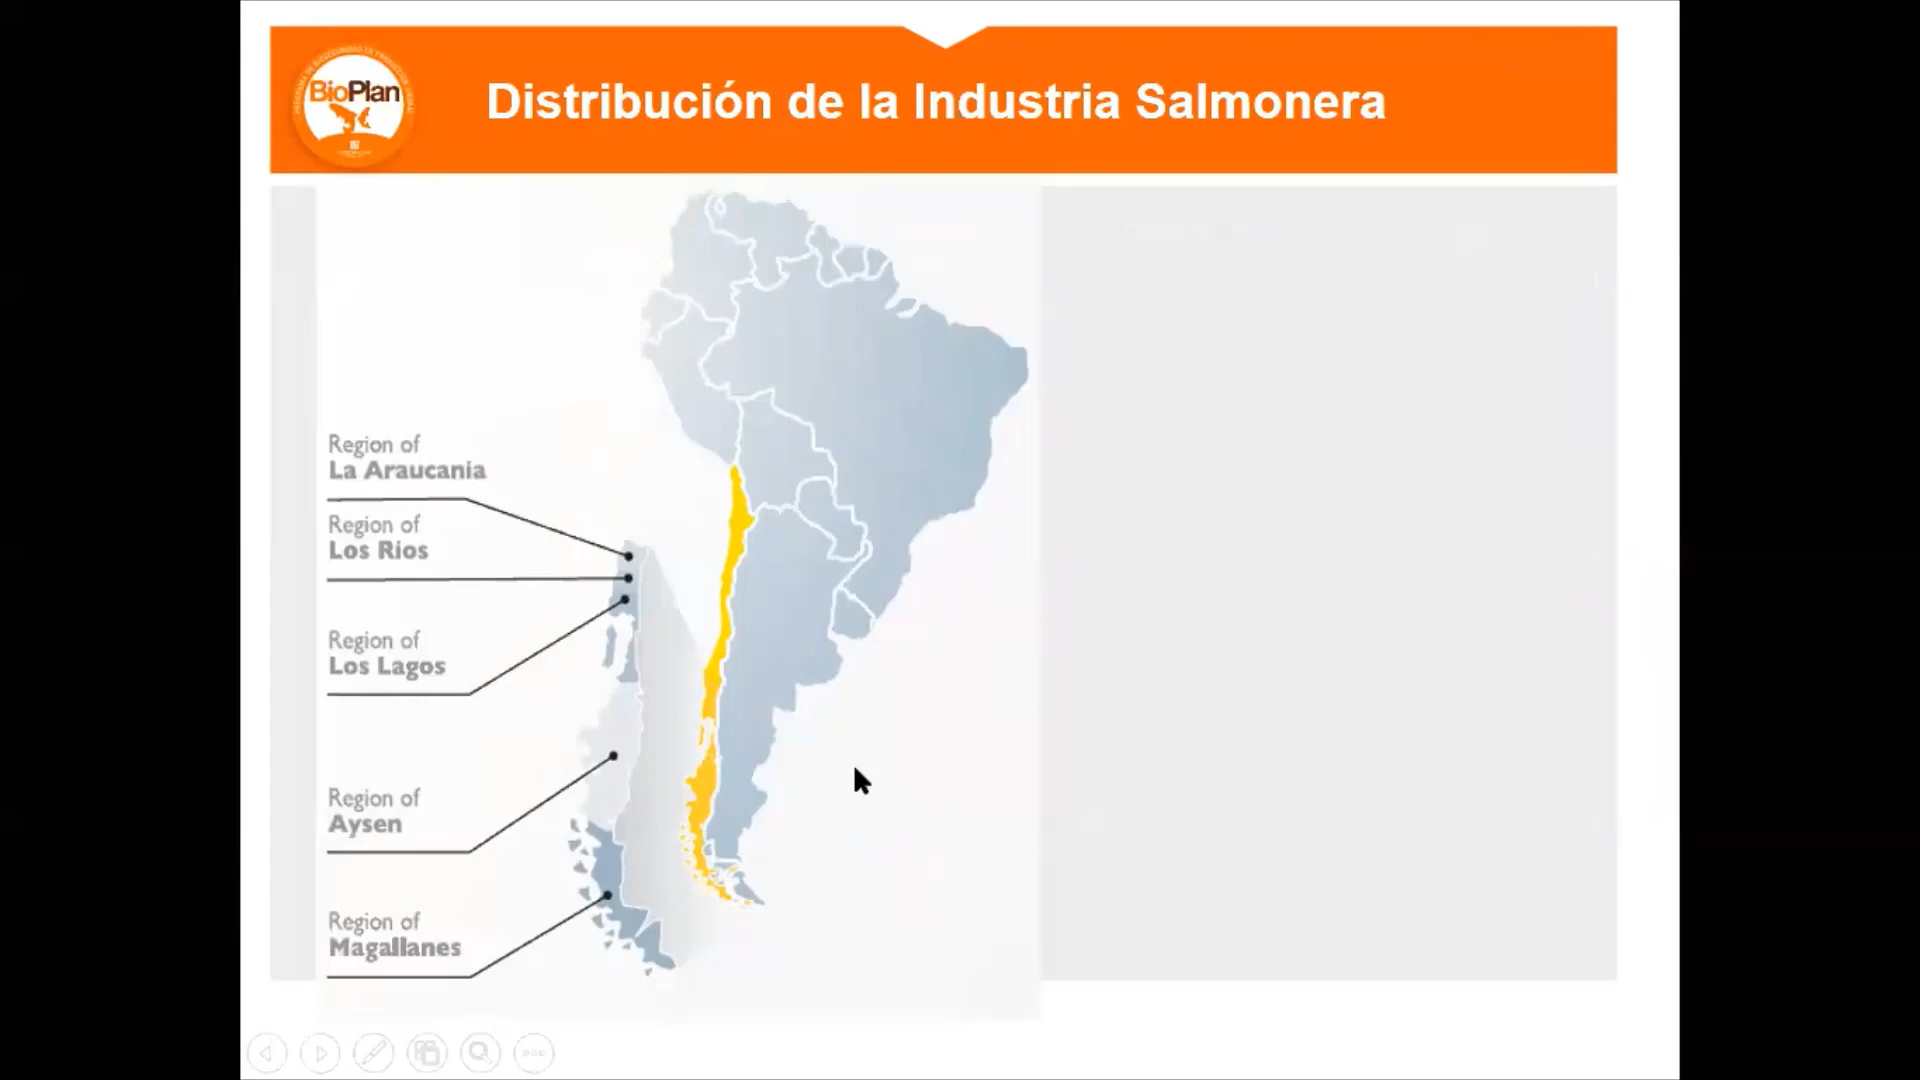 BioPlan
Distribución de la Industria Salmonera
Region of
La Araucania
Region of
Los Rios
Region of
Los Lagos
Region of
Aysen
Region of
Magallanes